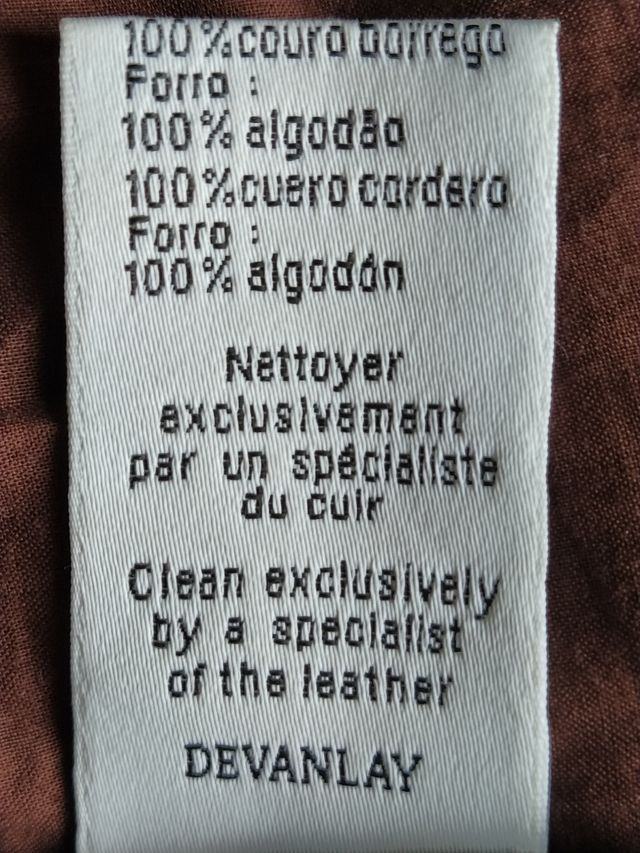 100% couro borrego
Forro :
100% algodão
100% cuero cordero
Forro :
100% algodón
Nettoyer
exclusivement
par un spécialiste
du cuir
Clean exclusively
by a specialist
of the leather
DEVANLAY